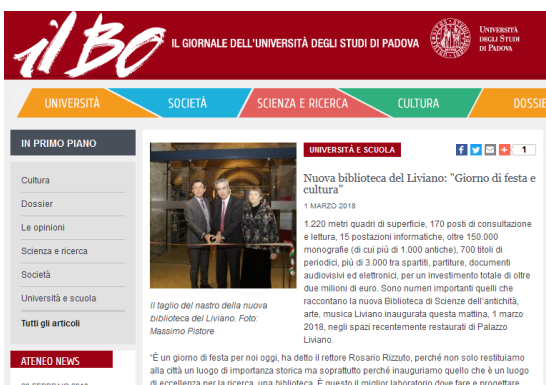 il BO
IL GIORNALE DELL'UNIVERSITÀ DEGLI STUDI DI PADOVA
UNIVERSITÀ
DEGLI STUDI
DI PADOVA
UNIVERSITÀ
SOCIETÀ
SCIENZA E RICERCA
CULTURA
DOSSIE
IN PRIMO PIANO
Cultura
Dossier
Le opinioni
Scienza e ricerca
Società
Università e scuola
Tutti gli articoli
ATENEO NEWS
Il taglio del nastro della nuova
biblioteca del Liviano. Foto:
Massimo Pistore
UNIVERSITÀ E SCUOLA
1
Nuova biblioteca del Liviano: "Giorno di festa e
cultura"
1 MARZO 2018
1.220 metri quadri di superficie, 170 posti di consultazione
e lettura, 15 postazioni informatiche, oltre 150.000
monografie (di cui più di 1.000 antiche), 700 titoli di
periodici, più di 3.000 tra spartiti, partiture, documenti
audiovisivi ed elettronici, per un investimento totale di oltre
due milioni di euro. Sono numeri importanti quelli che
raccontano la nuova Biblioteca di Scienze dell'antichità,
arte, musica Liviano inaugurata questa mattina, 1 marzo
2018, negli spazi recentemente restaurati di Palazzo
Liviano.
"È un giorno di festa per noi oggi, ha detto il rettore Rosario Rizzuto, perché non solo restituiamo
alla città un luogo di importanza storica ma soprattutto perché inauguriamo quello che è un luogo
di eccellenza per la ricerca, una biblioteca. È questo il miglior laboratorio dove fare e progettare